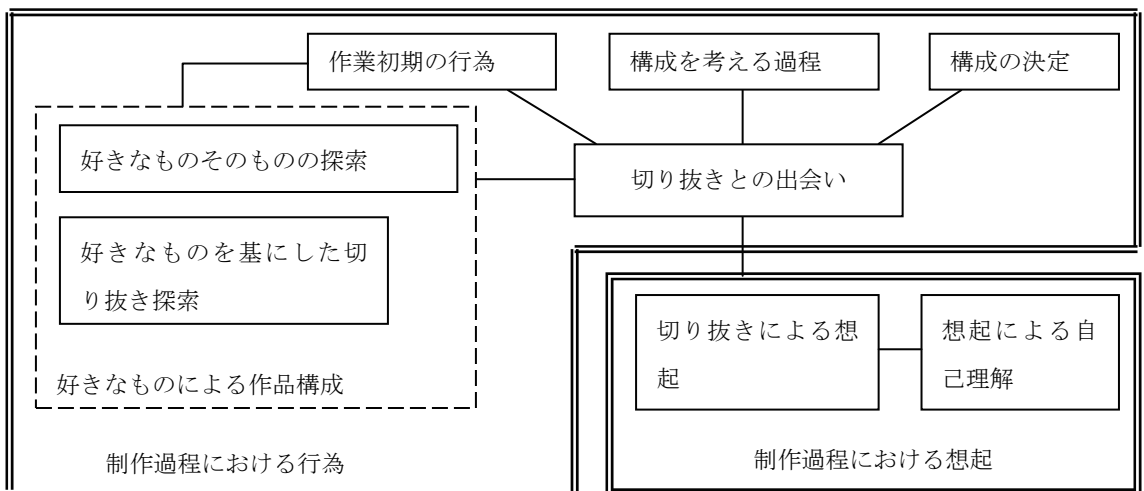 作業初期の行為
構成を考える過程
構成の決定
好きなものそのものの探索
切り抜きとの出会い
好きなものを基にした切
り抜き探索
切り抜きによる想
起
想起による自
己理解
好きなものによる作品構成
制作過程における行為
制作過程における想起